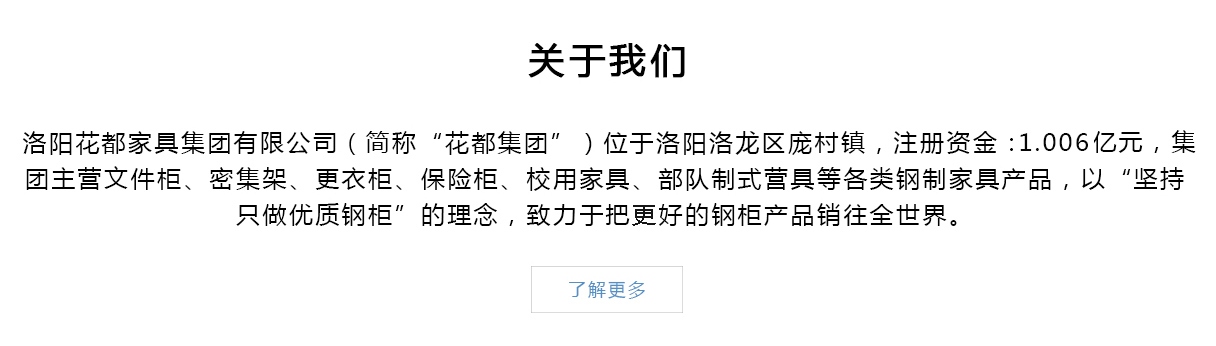 关于我们
洛阳花都家具集团有限公司（简称“花都集团”）位于洛阳洛龙区庞村镇，注册资金:1.006亿元，集
团主营文件柜、密集架、更衣柜、保险柜、校用家具、部队制式营具等各类钢制家具产品，以“坚持
只做优质钢柜”的理念，致力于把更好的钢柜产品销往全世界。
了解更多